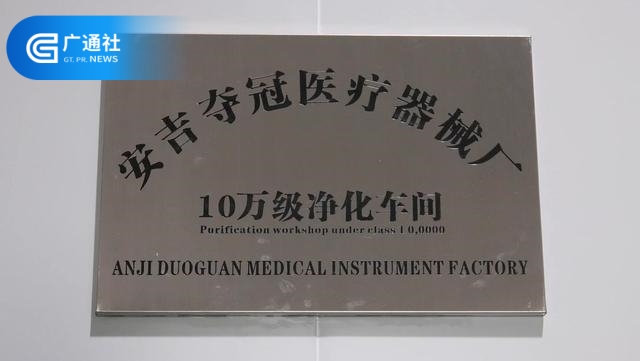 广通社
GT. PR. NEWS
安吉夺冠医疗器械厂
10万级净化车间
Purification workshop under class 1 0,0000
ANJI DUOGUAN MEDICAL INSTRUMENT FACTORY